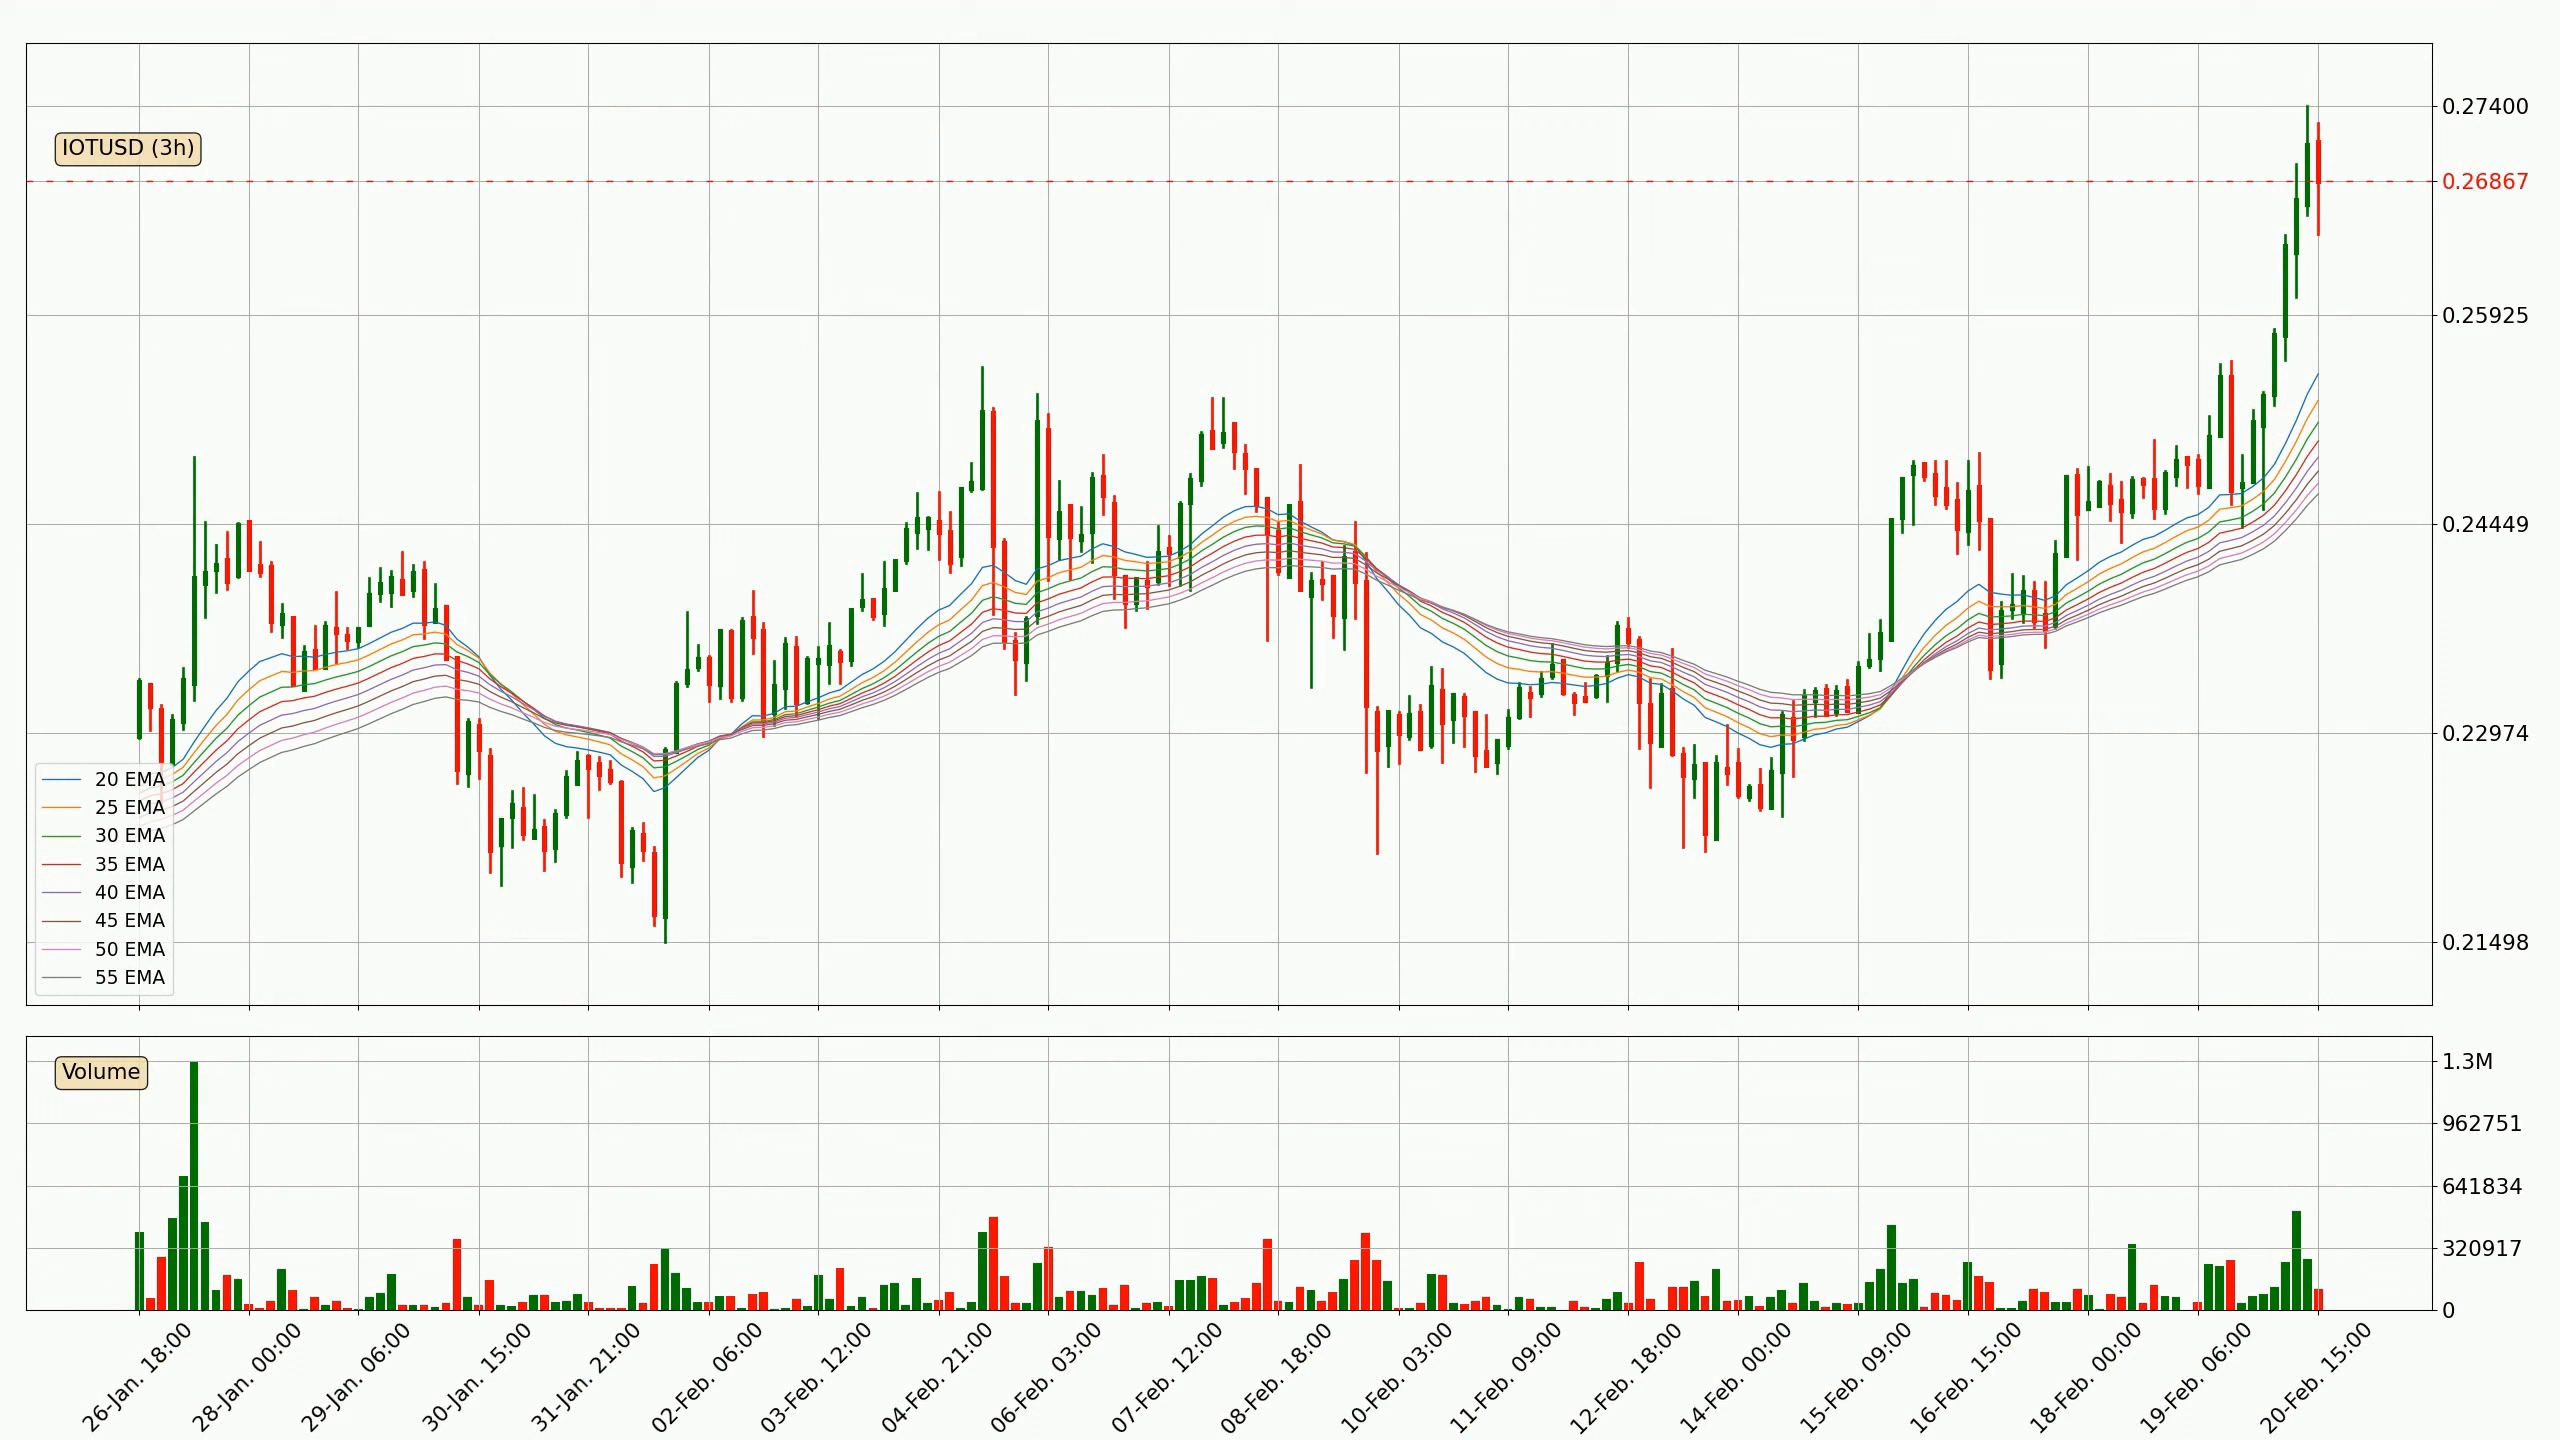 IOTUSD (3h)
0.27400
0.26867
0.25925
0.24449
0.22974
0.21498
20 EMA
25 EMA
30 EMA
35 EMA
40 EMA
45 EMA
50 EMA
55 EMA
Volume
1.3M
962751
641834
320917
0
26-Jan. 18:00
28-Jan. 00:00
29-Jan. 06:00
30-Jan. 15:00
31-Jan. 21:00
02-Feb. 06:00
03-Feb. 12:00
04-Feb. 21:00
06-Feb. 03:00
07-Feb. 12:00
08-Feb. 18:00
10-Feb. 03:00
11-Feb. 09:00
12-Feb. 18:00
14-Feb. 00:00
15-Feb. 09:00
16-Feb. 15:00
18-Feb. 00:00
19-Feb. 06:00
20-Feb. 15:00